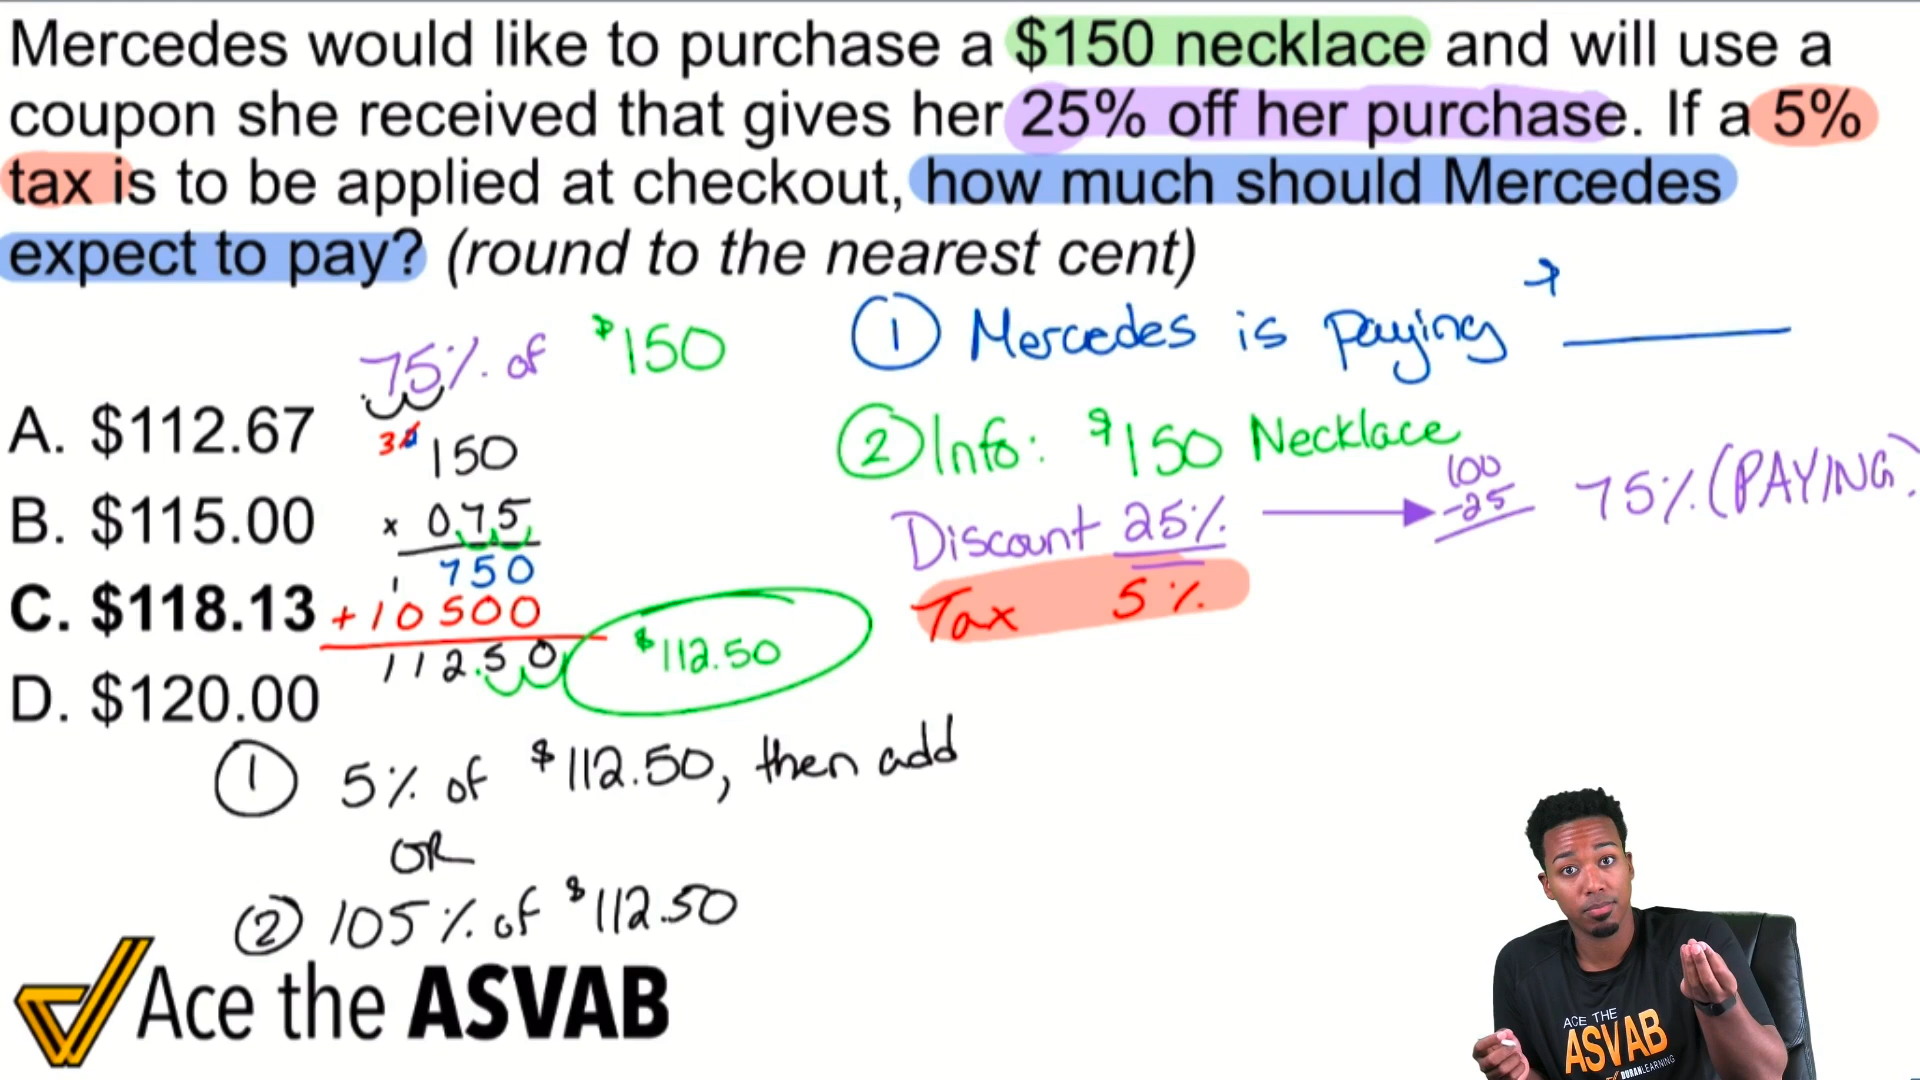 Mercedes would like to purchase a $150 necklace and will use a
coupon she received that gives her 25% off her purchase. If a 5%
tax is to be applied at checkout, how much should Mercedes
expect to pay? (round to the nearest cent)
75% of $150
① Mercedes is paying $ ______
A. $112.67
B. $115.00
C. $118.13
D. $120.00
3
150
x 0.75
1
750
+10500
112.50
$112.50
② Info: $150 Necklace
Discount 25%
100
-25
75% (PAYING)
Tax 5%
① 5% of $112.50, then add
OR
② 105% of $112.50
Ace the ASVAB
ACE THE
ASVAB
DURANLEARNING